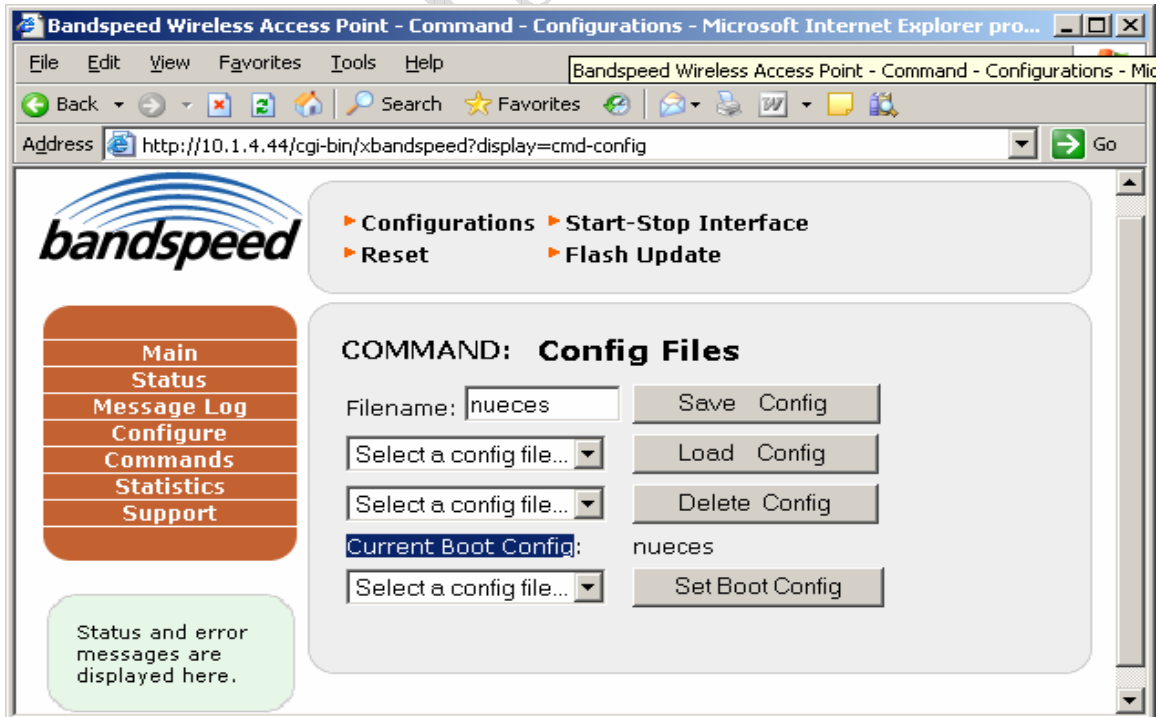 Bandspeed Wireless Access Point - Command - Configurations - Microsoft Internet Explorer pro...
File Edit View Favorites Tools Help
Bandspeed Wireless Access Point - Command - Configurations - Mic
Back Search Favorites
Address http://10.1.4.44/cgi-bin/xbandspeed?display=cmd-config Go
bandspeed
Configurations Start-Stop Interface
Reset Flash Update
Main
Status
Message Log
Configure
Commands
Statistics
Support
COMMAND: Config Files
Filename: nueces Save Config
Select a config file... Load Config
Select a config file... Delete Config
Current Boot Config: nueces
Select a config file... Set Boot Config
Status and error
messages are
displayed here.